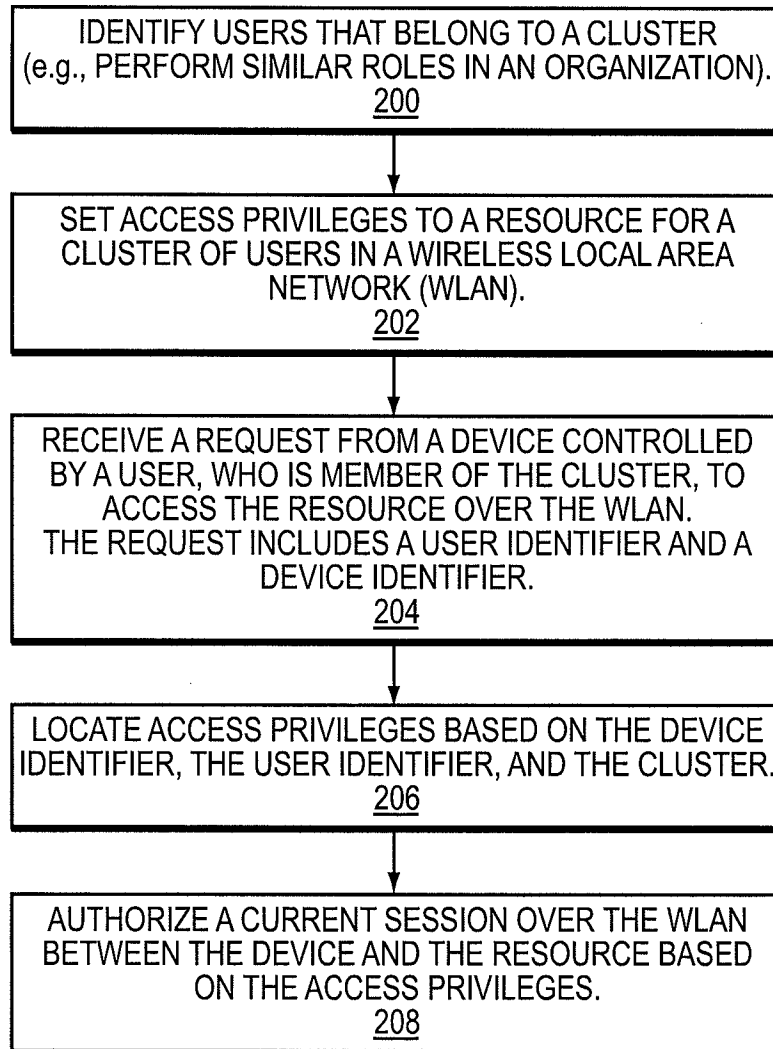 IDENTIFY USERS THAT BELONG TO A CLUSTER
(e.g., PERFORM SIMILAR ROLES IN AN ORGANIZATION).
200
SET ACCESS PRIVILEGES TO A RESOURCE FOR A
CLUSTER OF USERS IN A WIRELESS LOCAL AREA
NETWORK (WLAN).
202
RECEIVE A REQUEST FROM A DEVICE CONTROLLED
BY A USER, WHO IS MEMBER OF THE CLUSTER, TO
ACCESS THE RESOURCE OVER THE WLAN.
THE REQUEST INCLUDES A USER IDENTIFIER AND A
DEVICE IDENTIFIER.
204
LOCATE ACCESS PRIVILEGES BASED ON THE DEVICE
IDENTIFIER, THE USER IDENTIFIER, AND THE CLUSTER.
206
AUTHORIZE A CURRENT SESSION OVER THE WLAN
BETWEEN THE DEVICE AND THE RESOURCE BASED
ON THE ACCESS PRIVILEGES.
208